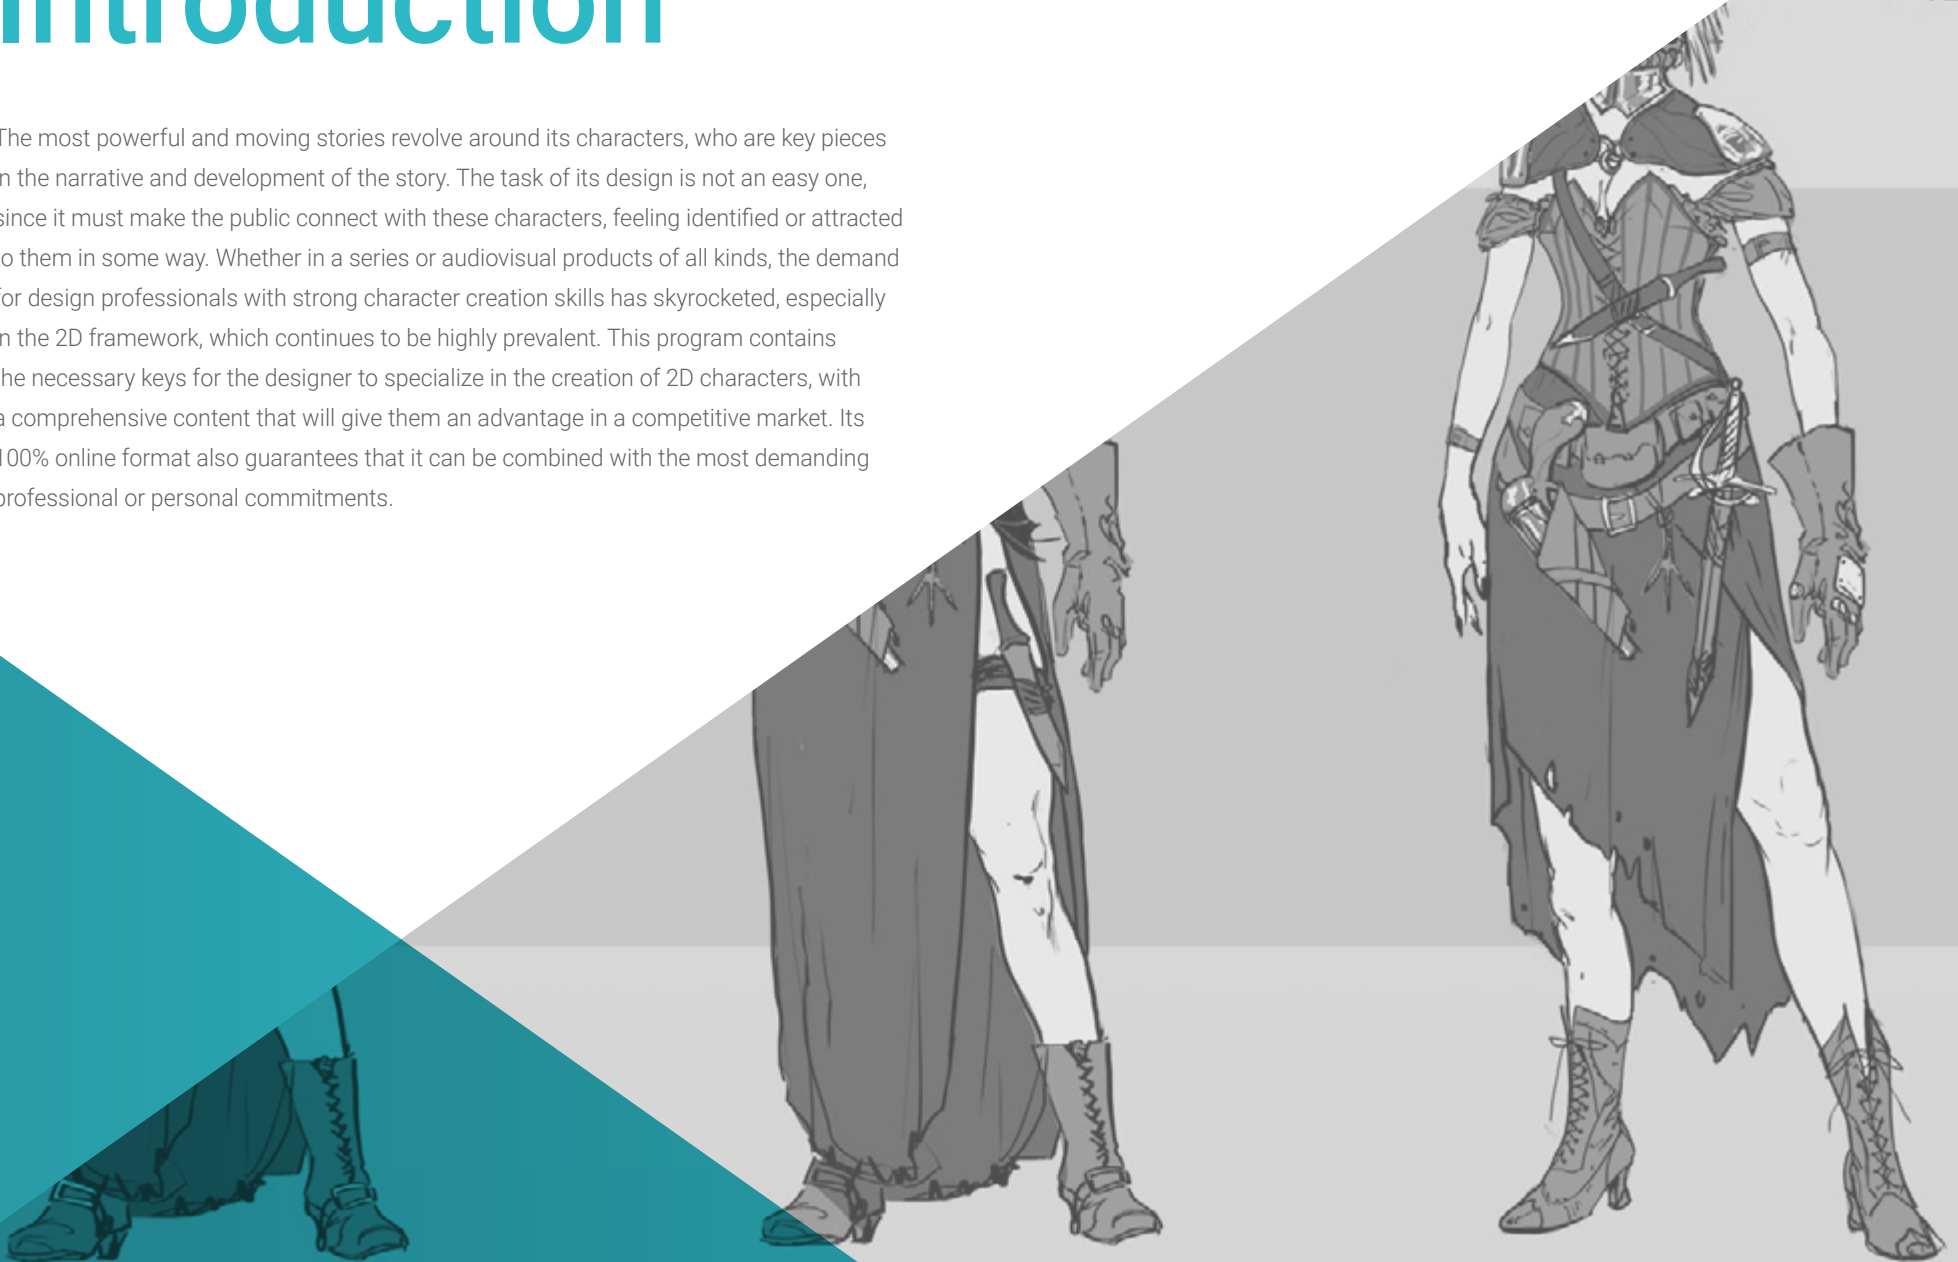 Introduction
The most powerful and moving stories revolve around its characters, who are key pieces
in the narrative and development of the story. The task of its design is not an easy one,
since it must make the public connect with these characters, feeling identified or attracted
to them in some way. Whether in a series or audiovisual products of all kinds, the demand
for design professionals with strong character creation skills has skyrocketed, especially
in the 2D framework, which continues to be highly prevalent. This program contains
the necessary keys for the designer to specialize in the creation of 2D characters, with
a comprehensive content that will give them an advantage in a competitive market. Its
100% online format also guarantees that it can be combined with the most demanding
professional or personal commitments.